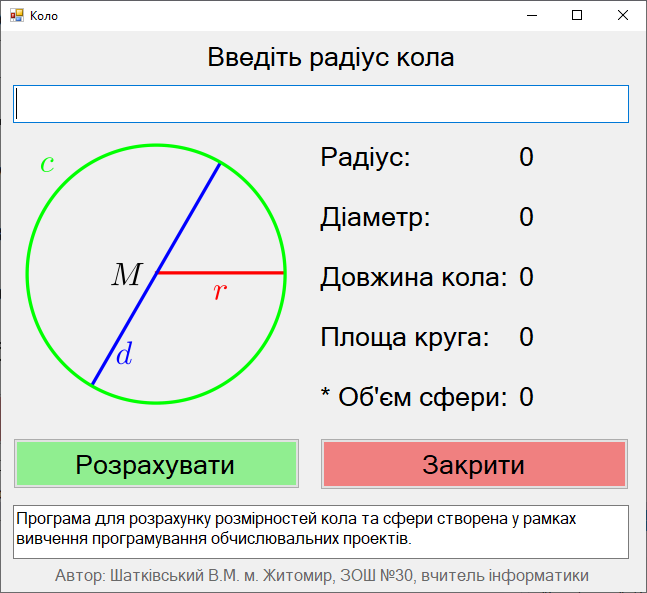 Коло
Введіть радіус кола
c
M
r
d
Радіус: 0
Діаметр: 0
Довжина кола: 0
Площа круга: 0
* Об'єм сфери: 0
Розрахувати
Закрити
Програма для розрахунку розмірностей кола та сфери створена у рамках
вивчення програмування обчислювальних проектів.
Автор: Шатківський В.М. м. Житомир, ЗОШ №30, вчитель інформатики